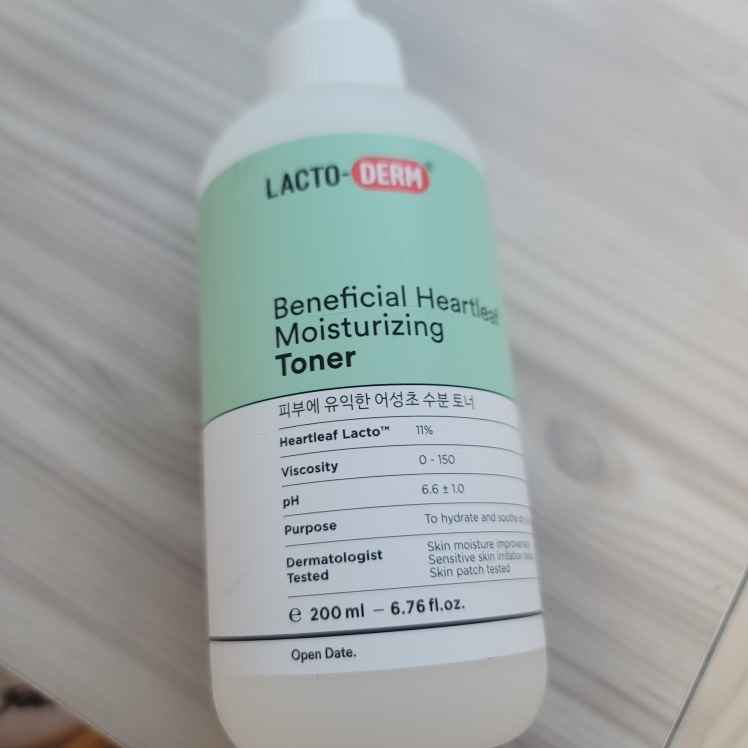 LACTO-DERM®
Beneficial Heartleaf
Moisturizing
Toner
피부에 유익한 어성초 수분 토너
Heartleaf Lacto™ 11%
Viscosity 0 - 150
pH 6.6 ± 1.0
Purpose To hydrate and soothe dry
Dermatologist
Tested
Skin moisture improvement
Sensitive skin irritation
Skin patch tested
℮ 200 ml – 6.76 fl.oz.
Open Date.